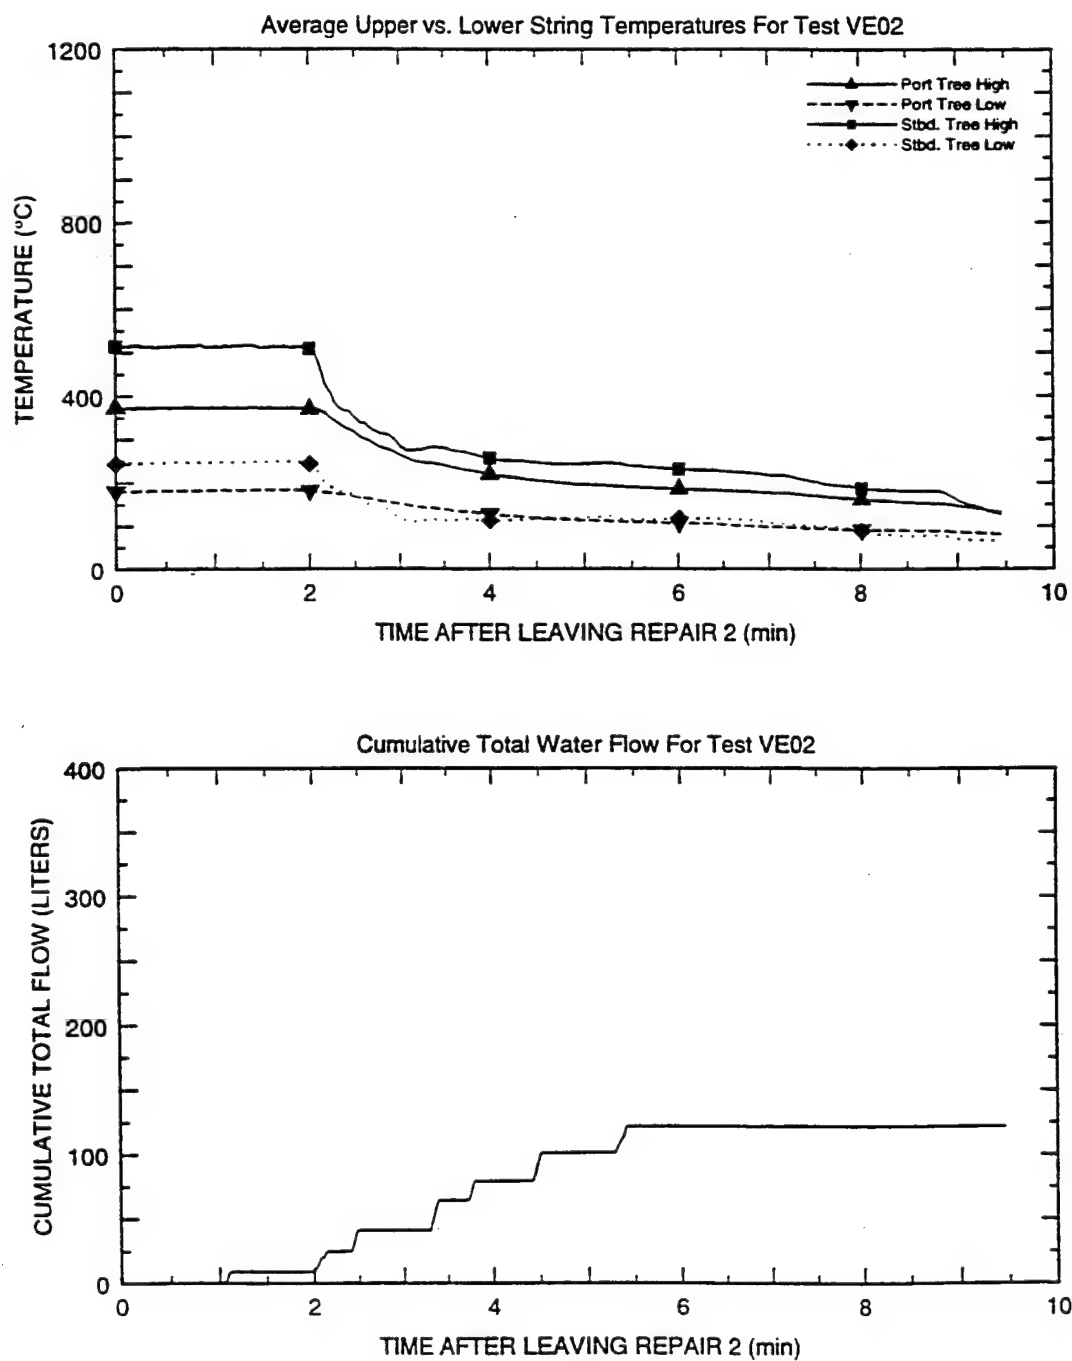 Average Upper vs. Lower String Temperatures For Test VE02
1200
800
400
0
TEMPERATURE (ºC)
Port Tree High
Port Tree Low
Stbd. Tree High
Stbd. Tree Low
0 2 4 6 8 10
TIME AFTER LEAVING REPAIR 2 (min)
Cumulative Total Water Flow For Test VE02
400
300
200
100
0
CUMULATIVE TOTAL FLOW (LITERS)
0 2 4 6 8 10
TIME AFTER LEAVING REPAIR 2 (min)